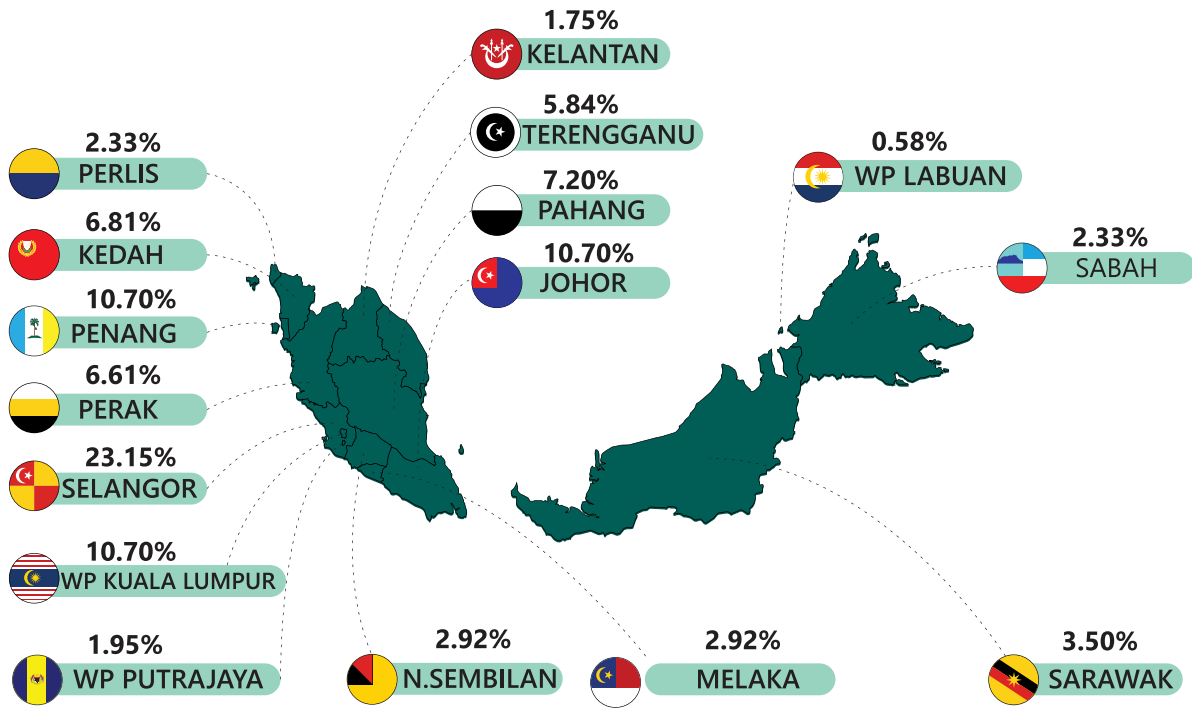 1.75%
KELANTAN
5.84%
TERENGGANU
7.20%
PAHANG
10.70%
JOHOR
2.33%
PERLIS
6.81%
KEDAH
10.70%
PENANG
6.61%
PERAK
23.15%
SELANGOR
10.70%
WP KUALA LUMPUR
1.95%
WP PUTRAJAYA
2.92%
N.SEMBILAN
2.92%
MELAKA
0.58%
WP LABUAN
2.33%
SABAH
3.50%
SARAWAK